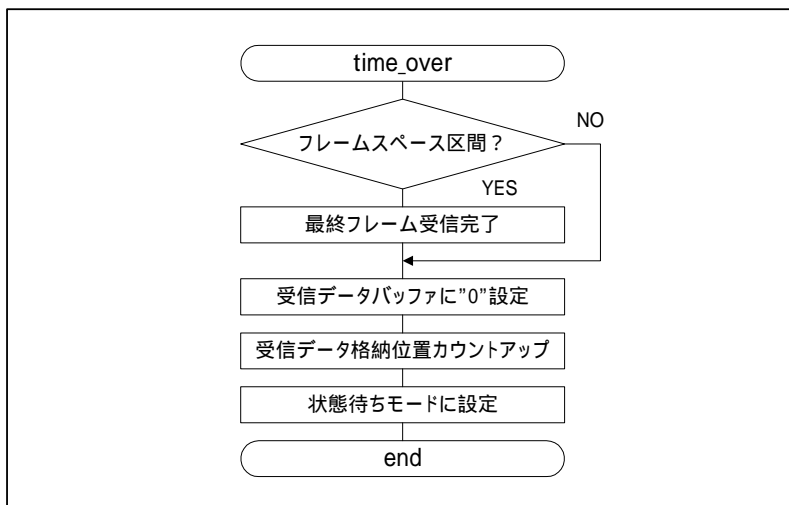 time_over
フレームスペース区間？
NO
YES
最終フレーム受信完了
受信データバッファに"0"設定
受信データ格納位置カウントアップ
状態待ちモードに設定
end